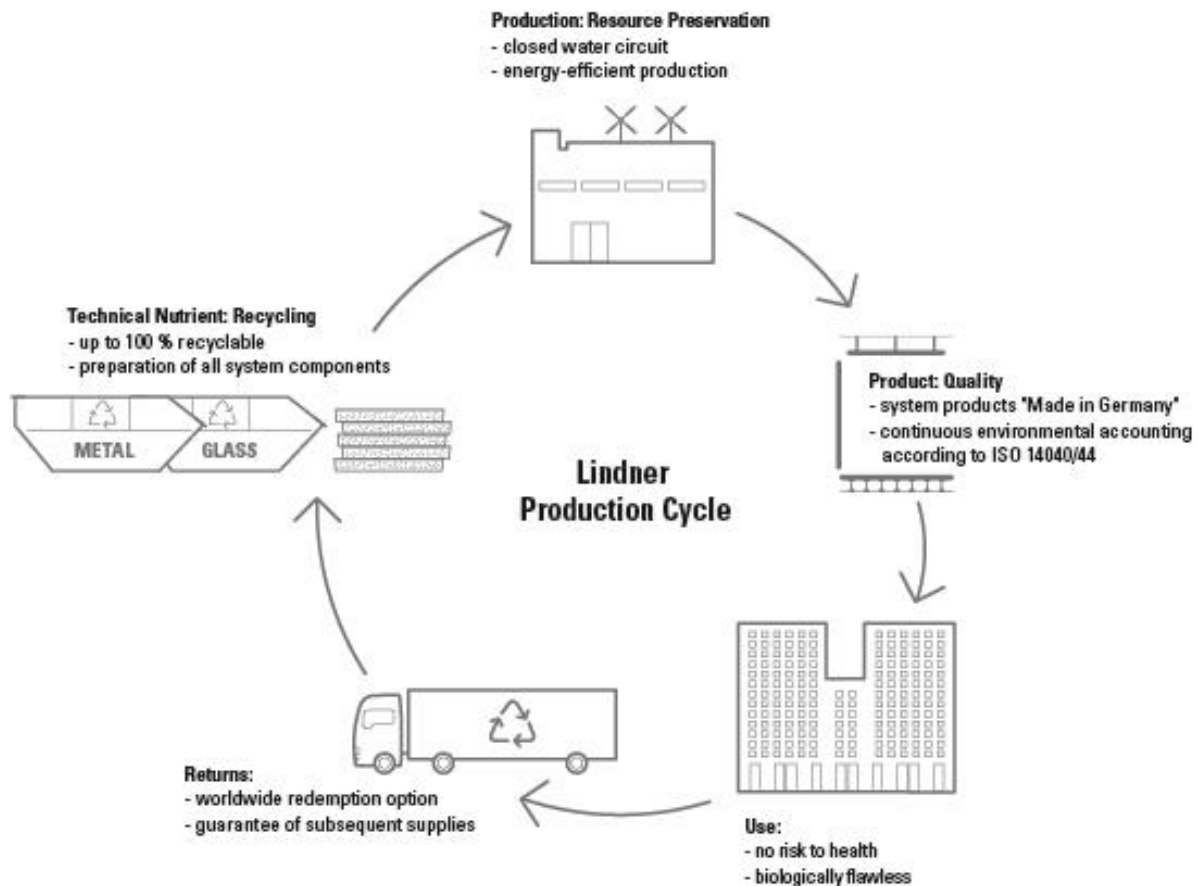 Production: Resource Preservation
- closed water circuit
- energy-efficient production
Technical Nutrient: Recycling
- up to 100 % recyclable
- preparation of all system components
METAL
GLASS
Product: Quality
- system products "Made in Germany"
- continuous environmental accounting
according to ISO 14040/44
Lindner
Production Cycle
Returns:
- worldwide redemption option
- guarantee of subsequent supplies
Use:
- no risk to health
- biologically flawless